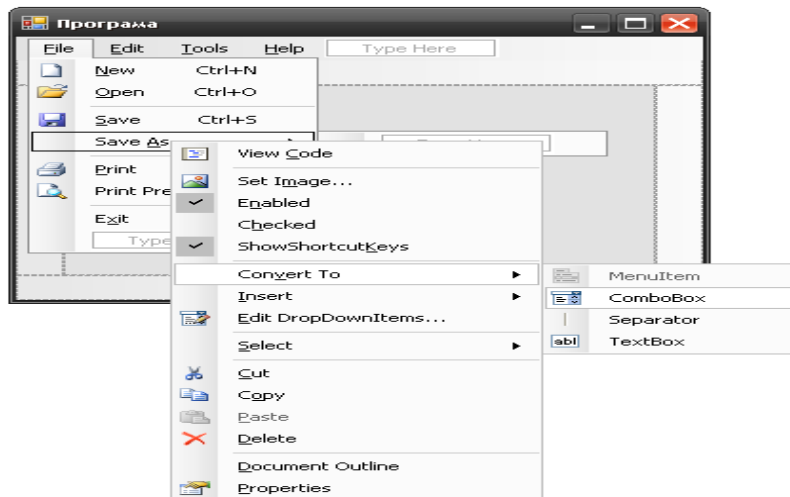 Програма
File Edit Tools Help Type Here
New Ctrl+N
Open Ctrl+O
Save Ctrl+S
Save As
Print
Print Pre
Exit
Type
View Code
Set Image...
Enabled
Checked
ShowShortcutKeys
Convert To
Insert
Edit DropDownItems...
Select
Cut
Copy
Paste
Delete
Document Outline
Properties
MenuItem
ComboBox
Separator
abl TextBox